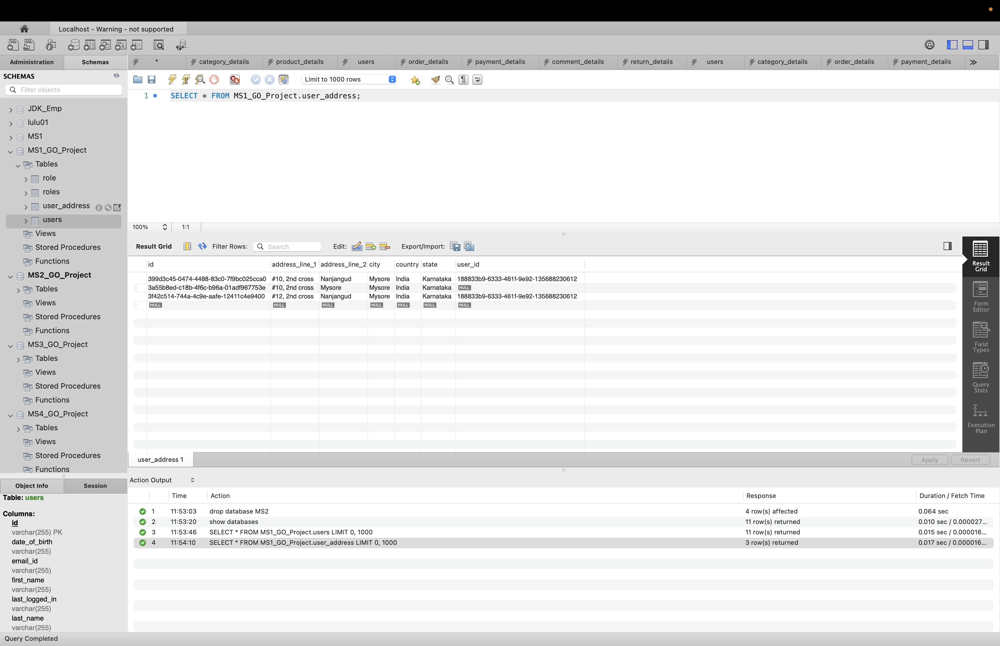 Localhost - Warning - not supported
Administration
Schemas
*
category_details
product_details
users
order_details
payment_details
comment_details
return_details
users
category_details
order_details
payment_details
SCHEMAS
Filter objects
Limit to 1000 rows
1
SELECT * FROM MS1_GO_Project.user_address;
JDK_Emp
lulu01
MS1
MS1_GO_Project
Tables
role
roles
user_address
users
Views
Stored Procedures
Functions
MS2_GO_Project
Tables
Views
Stored Procedures
Functions
MS3_GO_Project
Tables
Views
Stored Procedures
Functions
MS4_GO_Project
Tables
Views
Stored Procedures
Functions
100% 1:1
Result Grid Filter Rows: Search Edit: Export/Import:
id address_line_1 address_line_2 city country state user_id
399d3c45-0474-4488-83c0-7f9bc025cca0 #10, 2nd cross Nanjangud Mysore India Karnataka 188833b9-6333-461f-9e92-135688230612
3a55b8ed-c18b-4f6c-b96a-01adf967753e #10, 2nd cross Mysore Mysore India Karnataka NULL
3f42c514-744a-4c9e-aafe-12411c4e9400 #12, 2nd cross Nanjangud Mysore India Karnataka 188833b9-6333-461f-9e92-135688230612
NULL NULL NULL NULL NULL NULL NULL
Result
Grid
Form
Editor
Field
Types
Query
Stats
Execution
Plan
user_address 1
Apply
Revert
Object Info
Session
Table: users
Columns:
id
varchar(255) PK
date_of_birth
varchar(255)
email_id
varchar(255)
first_name
varchar(255)
last_logged_in
varchar(255)
last_name
varchar(255)
Action Output
Time Action Response Duration / Fetch Time
1 11:53:03 drop database MS2 4 row(s) affected 0.064 sec
2 11:53:20 show databases 11 row(s) returned 0.010 sec / 0.000027...
3 11:53:46 SELECT * FROM MS1_GO_Project.users LIMIT 0, 1000 11 row(s) returned 0.015 sec / 0.000016...
4 11:54:10 SELECT * FROM MS1_GO_Project.user_address LIMIT 0, 1000 3 row(s) returned 0.017 sec / 0.000016...
Query Completed